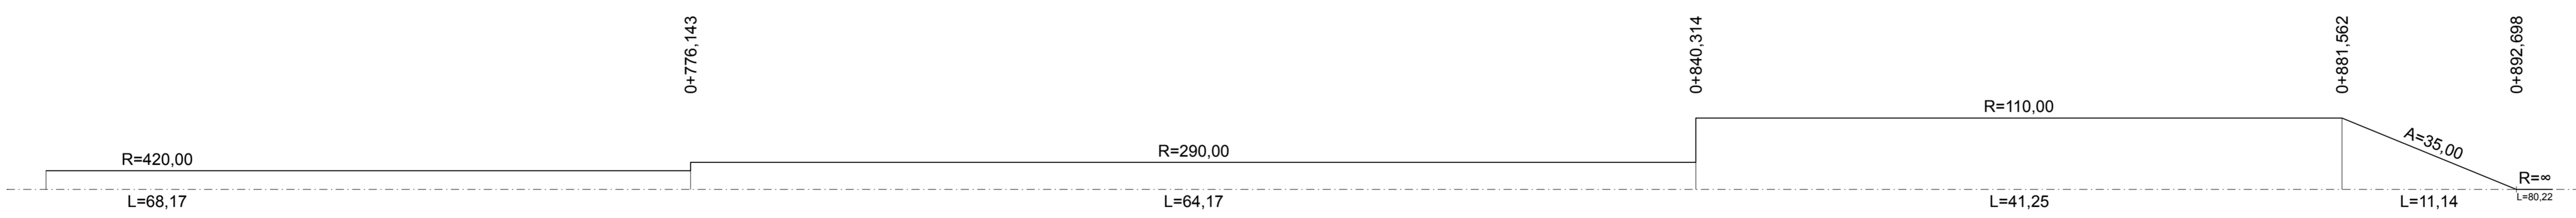 0+776,143
0+840,314
0+881,562
0+892,698
R=420,00
R=290,00
R=110,00
A=35,00
R=∞
L=68,17
L=64,17
L=41,25
L=11,14
L=80,22